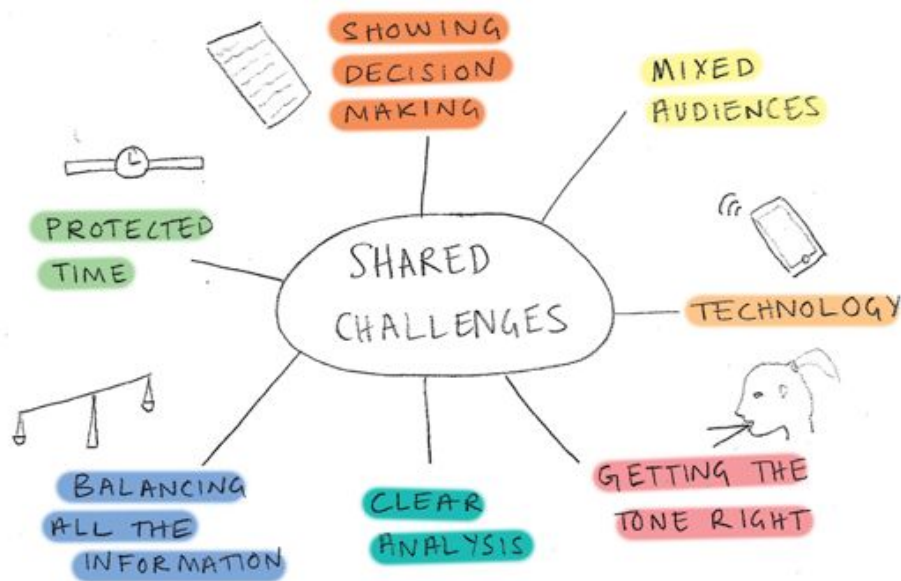 SHOWING
DECISION
MAKING
MIXED
AUDIENCES
PROTECTED
TIME
SHARED
CHALLENGES
TECHNOLOGY
BALANCING
ALL THE
INFORMATION
CLEAR
ANALYSIS
GETTING THE
TONE RIGHT